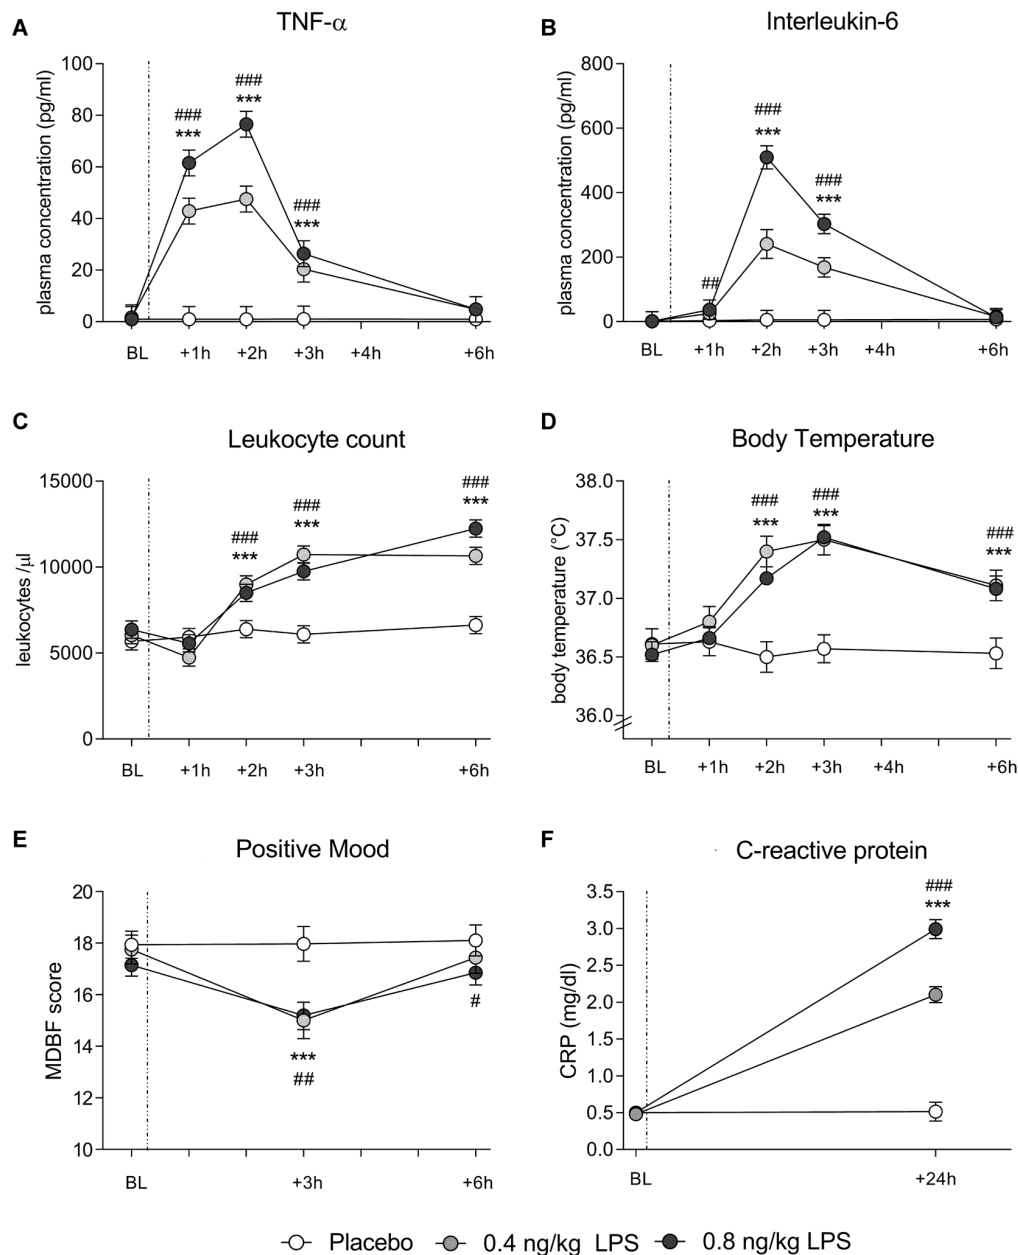 A
TNF-α
plasma concentration (pg/ml)
100
80
60
40
20
0
###
***
###
***
###
***
BL
+1h
+2h
+3h
+4h
+6h
B
Interleukin-6
plasma concentration (pg/ml)
800
600
400
200
0
##
###
***
###
***
BL
+1h
+2h
+3h
+4h
+6h
C
Leukocyte count
leukocytes /µl
15000
10000
5000
0
###
***
###
***
###
***
BL
+1h
+2h
+3h
+6h
D
Body Temperature
body temperature (°C)
38.0
37.5
37.0
36.5
36.0
###
***
###
***
###
***
BL
+1h
+2h
+3h
+4h
+6h
E
Positive Mood
MDBF score
20
18
16
14
12
10
***
##
#
BL
+3h
+6h
F
C-reactive protein
CRP (mg/dl)
3.5
3.0
2.5
2.0
1.5
1.0
0.5
0.0
###
***
BL
+24h
Placebo 0.4 ng/kg LPS 0.8 ng/kg LPS